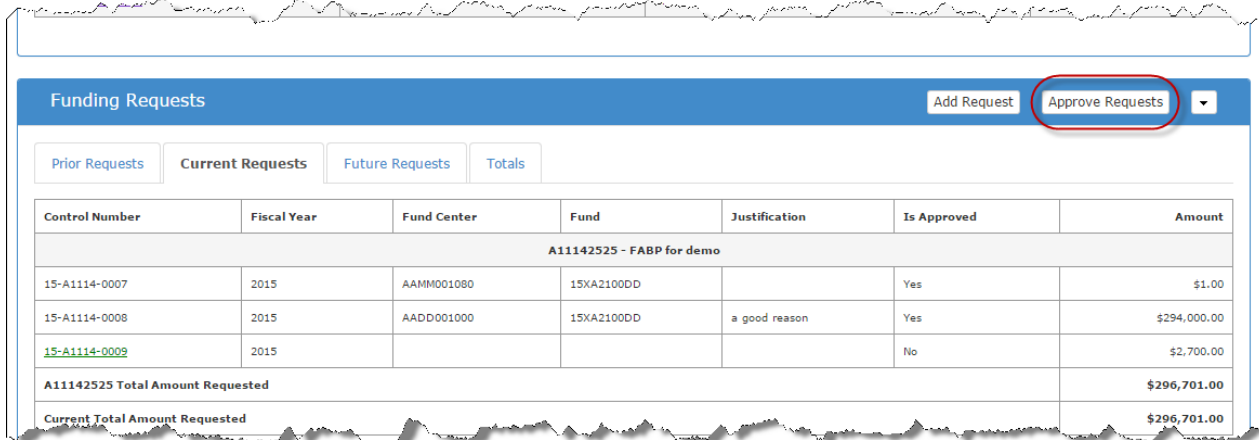 Funding Requests Add Request Approve Requests
Prior Requests Current Requests Future Requests Totals
Control Number Fiscal Year Fund Center Fund Justification Is Approved Amount
A11142525 - FABP for demo
15-A1114-0007 2015 AAMM001080 15XA2100DD Yes $1.00
15-A1114-0008 2015 AADD001000 15XA2100DD a good reason Yes $294,000.00
15-A1114-0009 2015 No $2,700.00
A11142525 Total Amount Requested $296,701.00
Current Total Amount Requested $296,701.00